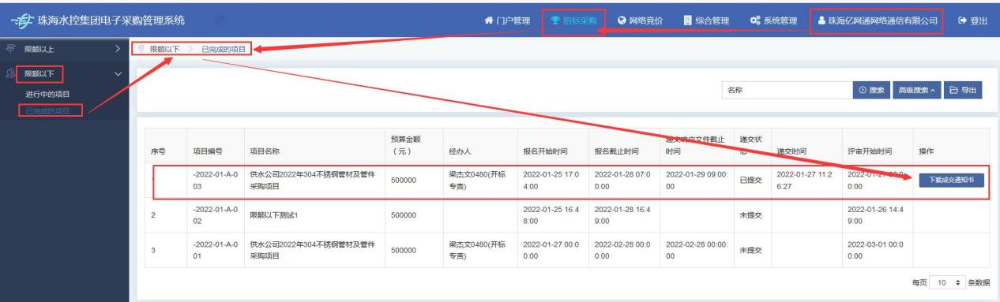 珠海水控集团电子采购管理系统
门户管理 招标采购 网络竞价 综合管理 系统管理 珠海亿网通网络通信有限公司 登出
限额以上
限额以下 > 已完成的项目
限额以下
进行中的项目
已完成的项目
名称 搜索 高级搜索 导出
序号 项目编号 项目名称 预算金额（元） 经办人 报名开始时间 报名截止时间 递交响应文件截止时间 递交状态 递交时间 评审开始时间 操作
-2022-01-A-003 供水公司2022年304不锈钢管材及管件采购项目 500000 梁杰文0480(开标专责) 2022-01-25 17:04:00 2022-01-28 07:00:00 2022-01-29 09:00:00 已提交 2022-01-27 11:26:27 下载成交通知书
2 -2022-01-A-002 限额以下测试1 500000 2022-01-25 16:48:00 2022-01-28 16:49:00 未提交 2022-01-26 14:49:00
3 -2022-01-A-001 供水公司2022年304不锈钢管材及管件采购项目 500000 梁杰文0480(开标专责) 2022-01-27 00:00:00 2022-02-28 00:00:00 2022-02-28 00:00:00 未提交 2022-03-01 00:00:00
每页 10 条数据